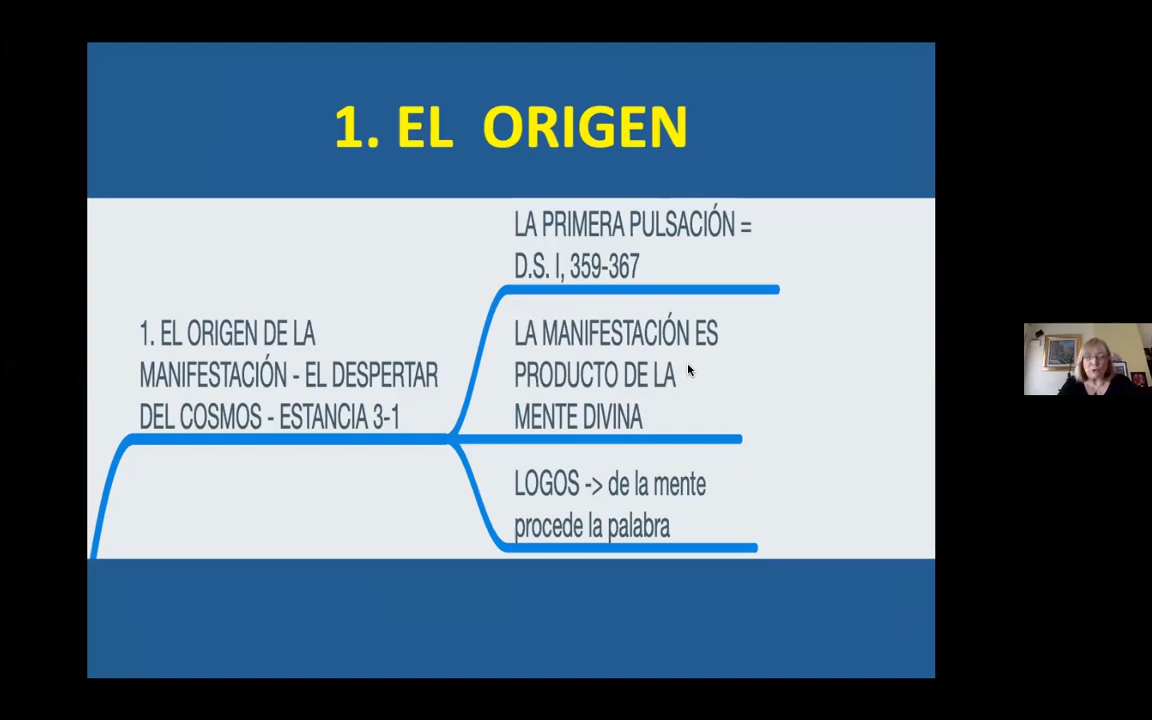 1. EL ORIGEN
LA PRIMERA PULSACIÓN =
D.S. I, 359-367
1. EL ORIGEN DE LA
MANIFESTACIÓN - EL DESPERTAR
DEL COSMOS - ESTANCIA 3-1
LA MANIFESTACIÓN ES
PRODUCTO DE LA
MENTE DIVINA
LOGOS -> de la mente
procede la palabra